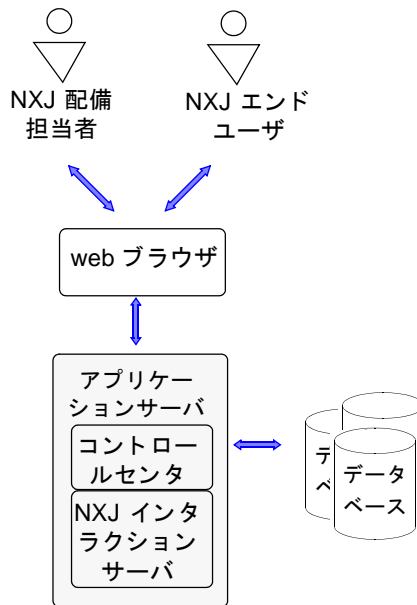 NXJ 配備
担当者
NXJ エンド
ユーザ
web ブラウザ
アプリケー
ションサーバ
コントロー
ルセンタ
NXJ インタ
ラクション
サーバ
デ
ベ
データ
ベース